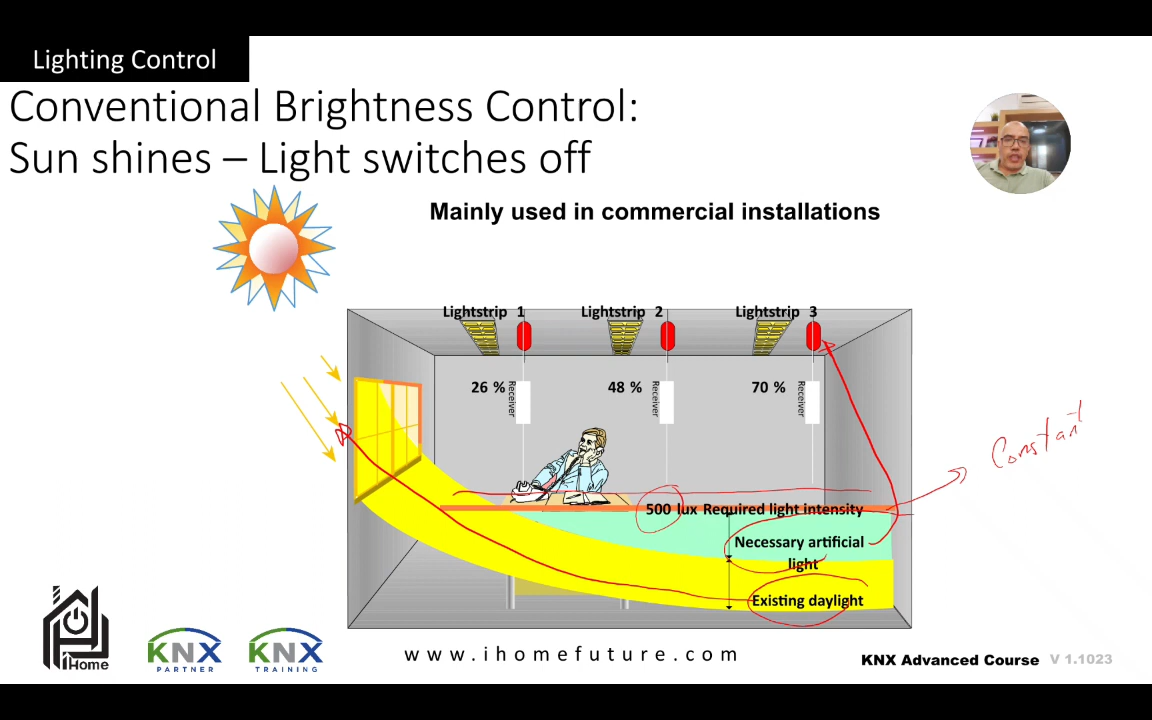 Lighting Control
Conventional Brightness Control:
Sun shines – Light switches off
Mainly used in commercial installations
Lightstrip 1
Lightstrip 2
Lightstrip 3
26 %
Receiver
48 %
Receiver
70 %
Receiver
Constant
500 lux Required light intensity
Necessary artificial
light
Existing daylight
iHome
KNX
PARTNER
KNX
TRAINING
www.ihomefuture.com
KNX Advanced Course V 1.1023